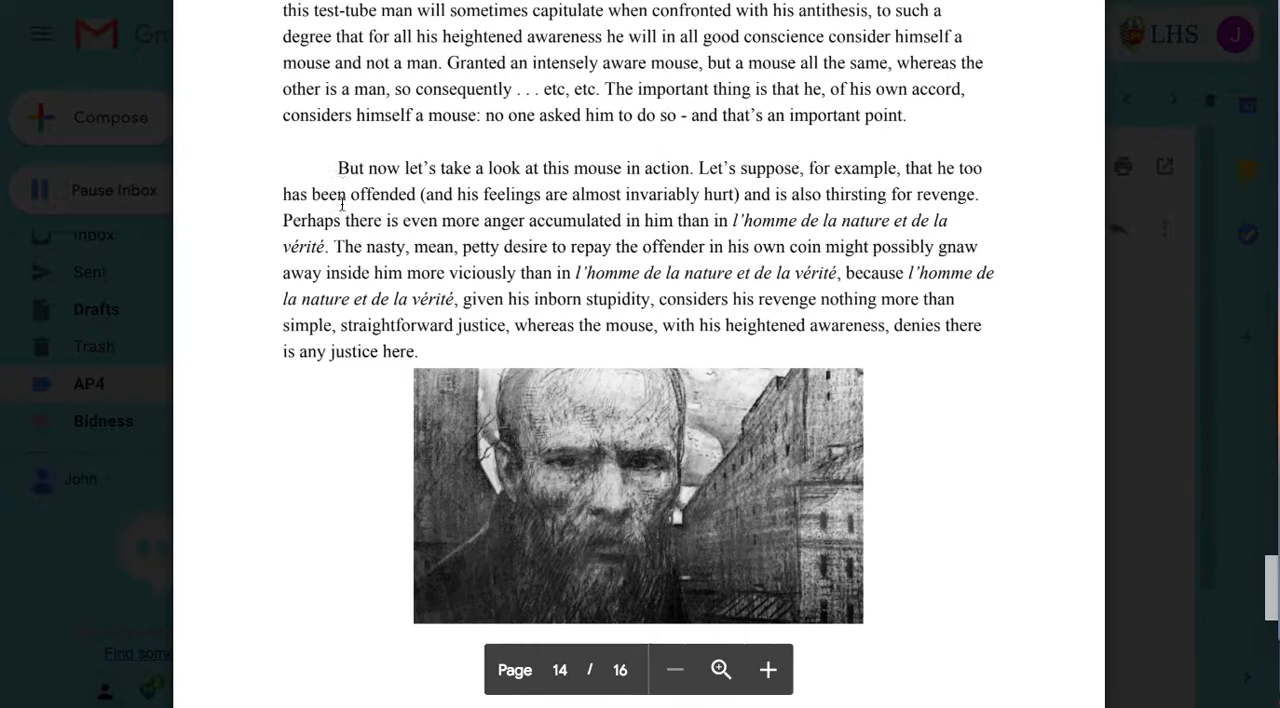 this test-tube man will sometimes capitulate when confronted with his antithesis, to such a
degree that for all his heightened awareness he will in all good conscience consider himself a
mouse and not a man. Granted an intensely aware mouse, but a mouse all the same, whereas the
other is a man, so consequently . . . etc, etc. The important thing is that he, of his own accord,
considers himself a mouse: no one asked him to do so - and that's an important point.
But now let's take a look at this mouse in action. Let's suppose, for example, that he too
has been offended (and his feelings are almost invariably hurt) and is also thirsting for revenge.
Perhaps there is even more anger accumulated in him than in l'homme de la nature et de la
vérité. The nasty, mean, petty desire to repay the offender in his own coin might possibly gnaw
away inside him more viciously than in l'homme de la nature et de la vérité, because l'homme de
la nature et de la vérité, given his inborn stupidity, considers his revenge nothing more than
simple, straightforward justice, whereas the mouse, with his heightened awareness, denies there
is any justice here.
Page 14 / 16
Compose
Pause Inbox
Inbox
Sent
Drafts
Trash
AP4
Bidness
John
Find som
LHS
J